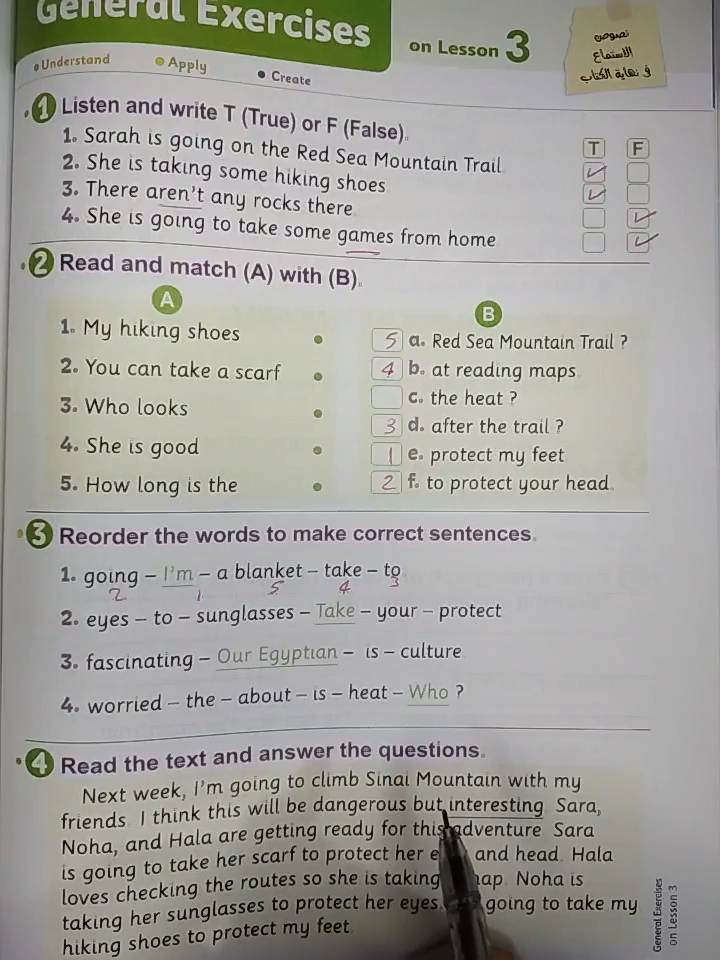 General Exercises
on Lesson 3
نصوص
الاستماع
في نهاية الكتاب
Understand
Apply
Create
1 Listen and write T (True) or F (False).
T F
1. Sarah is going on the Red Sea Mountain Trail.
2. She is taking some hiking shoes.
3. There aren't any rocks there.
4. She is going to take some games from home.
2 Read and match (A) with (B).
A
B
1. My hiking shoes
2. You can take a scarf
3. Who looks
4. She is good
5. How long is the
5 a. Red Sea Mountain Trail ?
4 b. at reading maps.
c. the heat ?
3 d. after the trail ?
1 e. protect my feet.
2 f. to protect your head.
3 Reorder the words to make correct sentences.
1. going – I'm – a blanket – take – to
2 1 5 4 3
2. eyes – to – sunglasses – Take – your – protect
3. fascinating – Our Egyptian – is – culture
4. worried – the – about – is – heat – Who ?
4 Read the text and answer the questions.
Next week, I'm going to climb Sinai Mountain with my
friends. I think this will be dangerous but interesting. Sara,
Noha, and Hala are getting ready for this adventure. Sara
is going to take her scarf to protect her and head. Hala
loves checking the routes so she is taking map. Noha is
taking her sunglasses to protect her eyes. going to take my
hiking shoes to protect my feet.
General Exercises
on Lesson 3